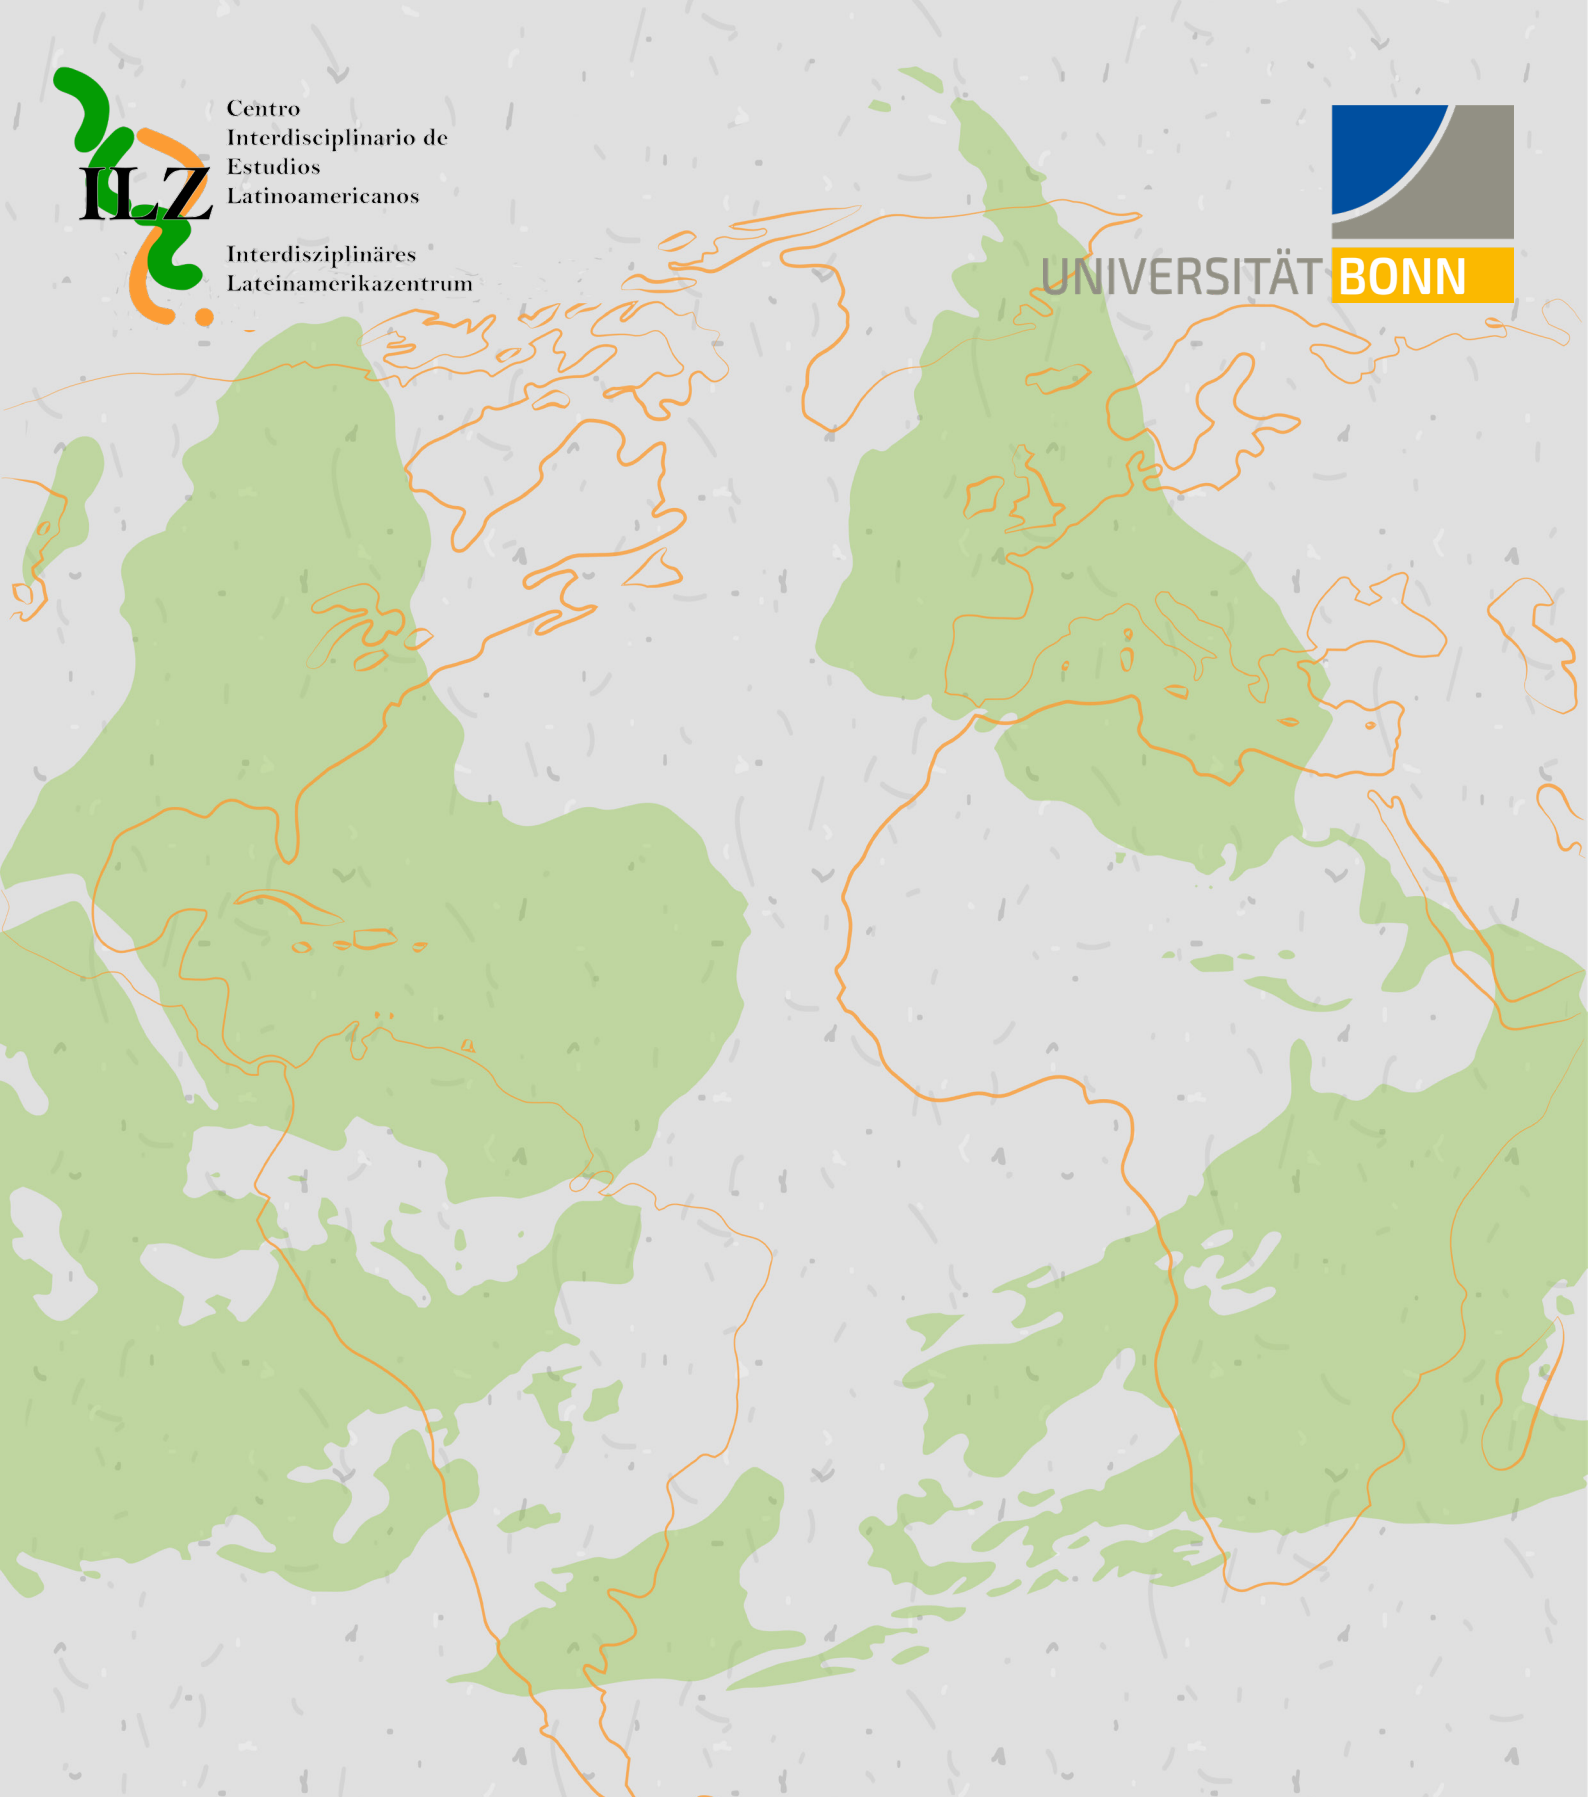 ILZ
Centro
Interdisciplinario de
Estudios
Latinoamericanos
Interdisziplinäres
Lateinamerikazentrum
UNIVERSITÄT BONN